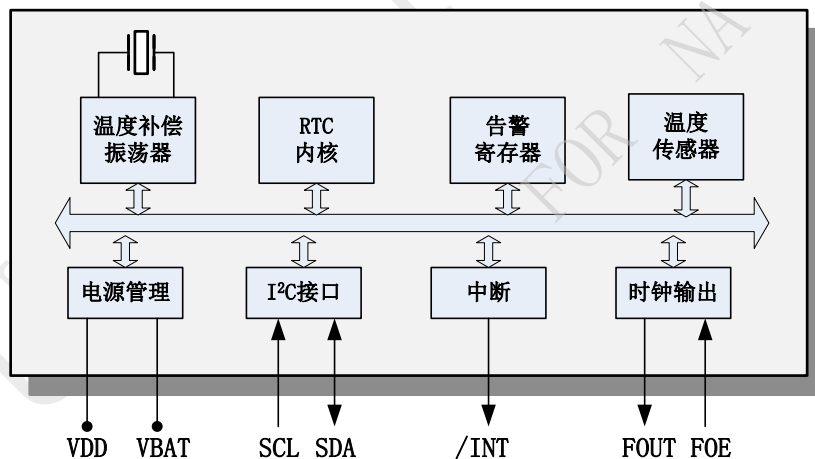 温度补偿
振荡器
RTC
内核
告警
寄存器
温度
传感器
电源管理
I²C接口
中断
时钟输出
VDD
VBAT
SCL
SDA
/INT
FOUT
FOE
FOR
NA